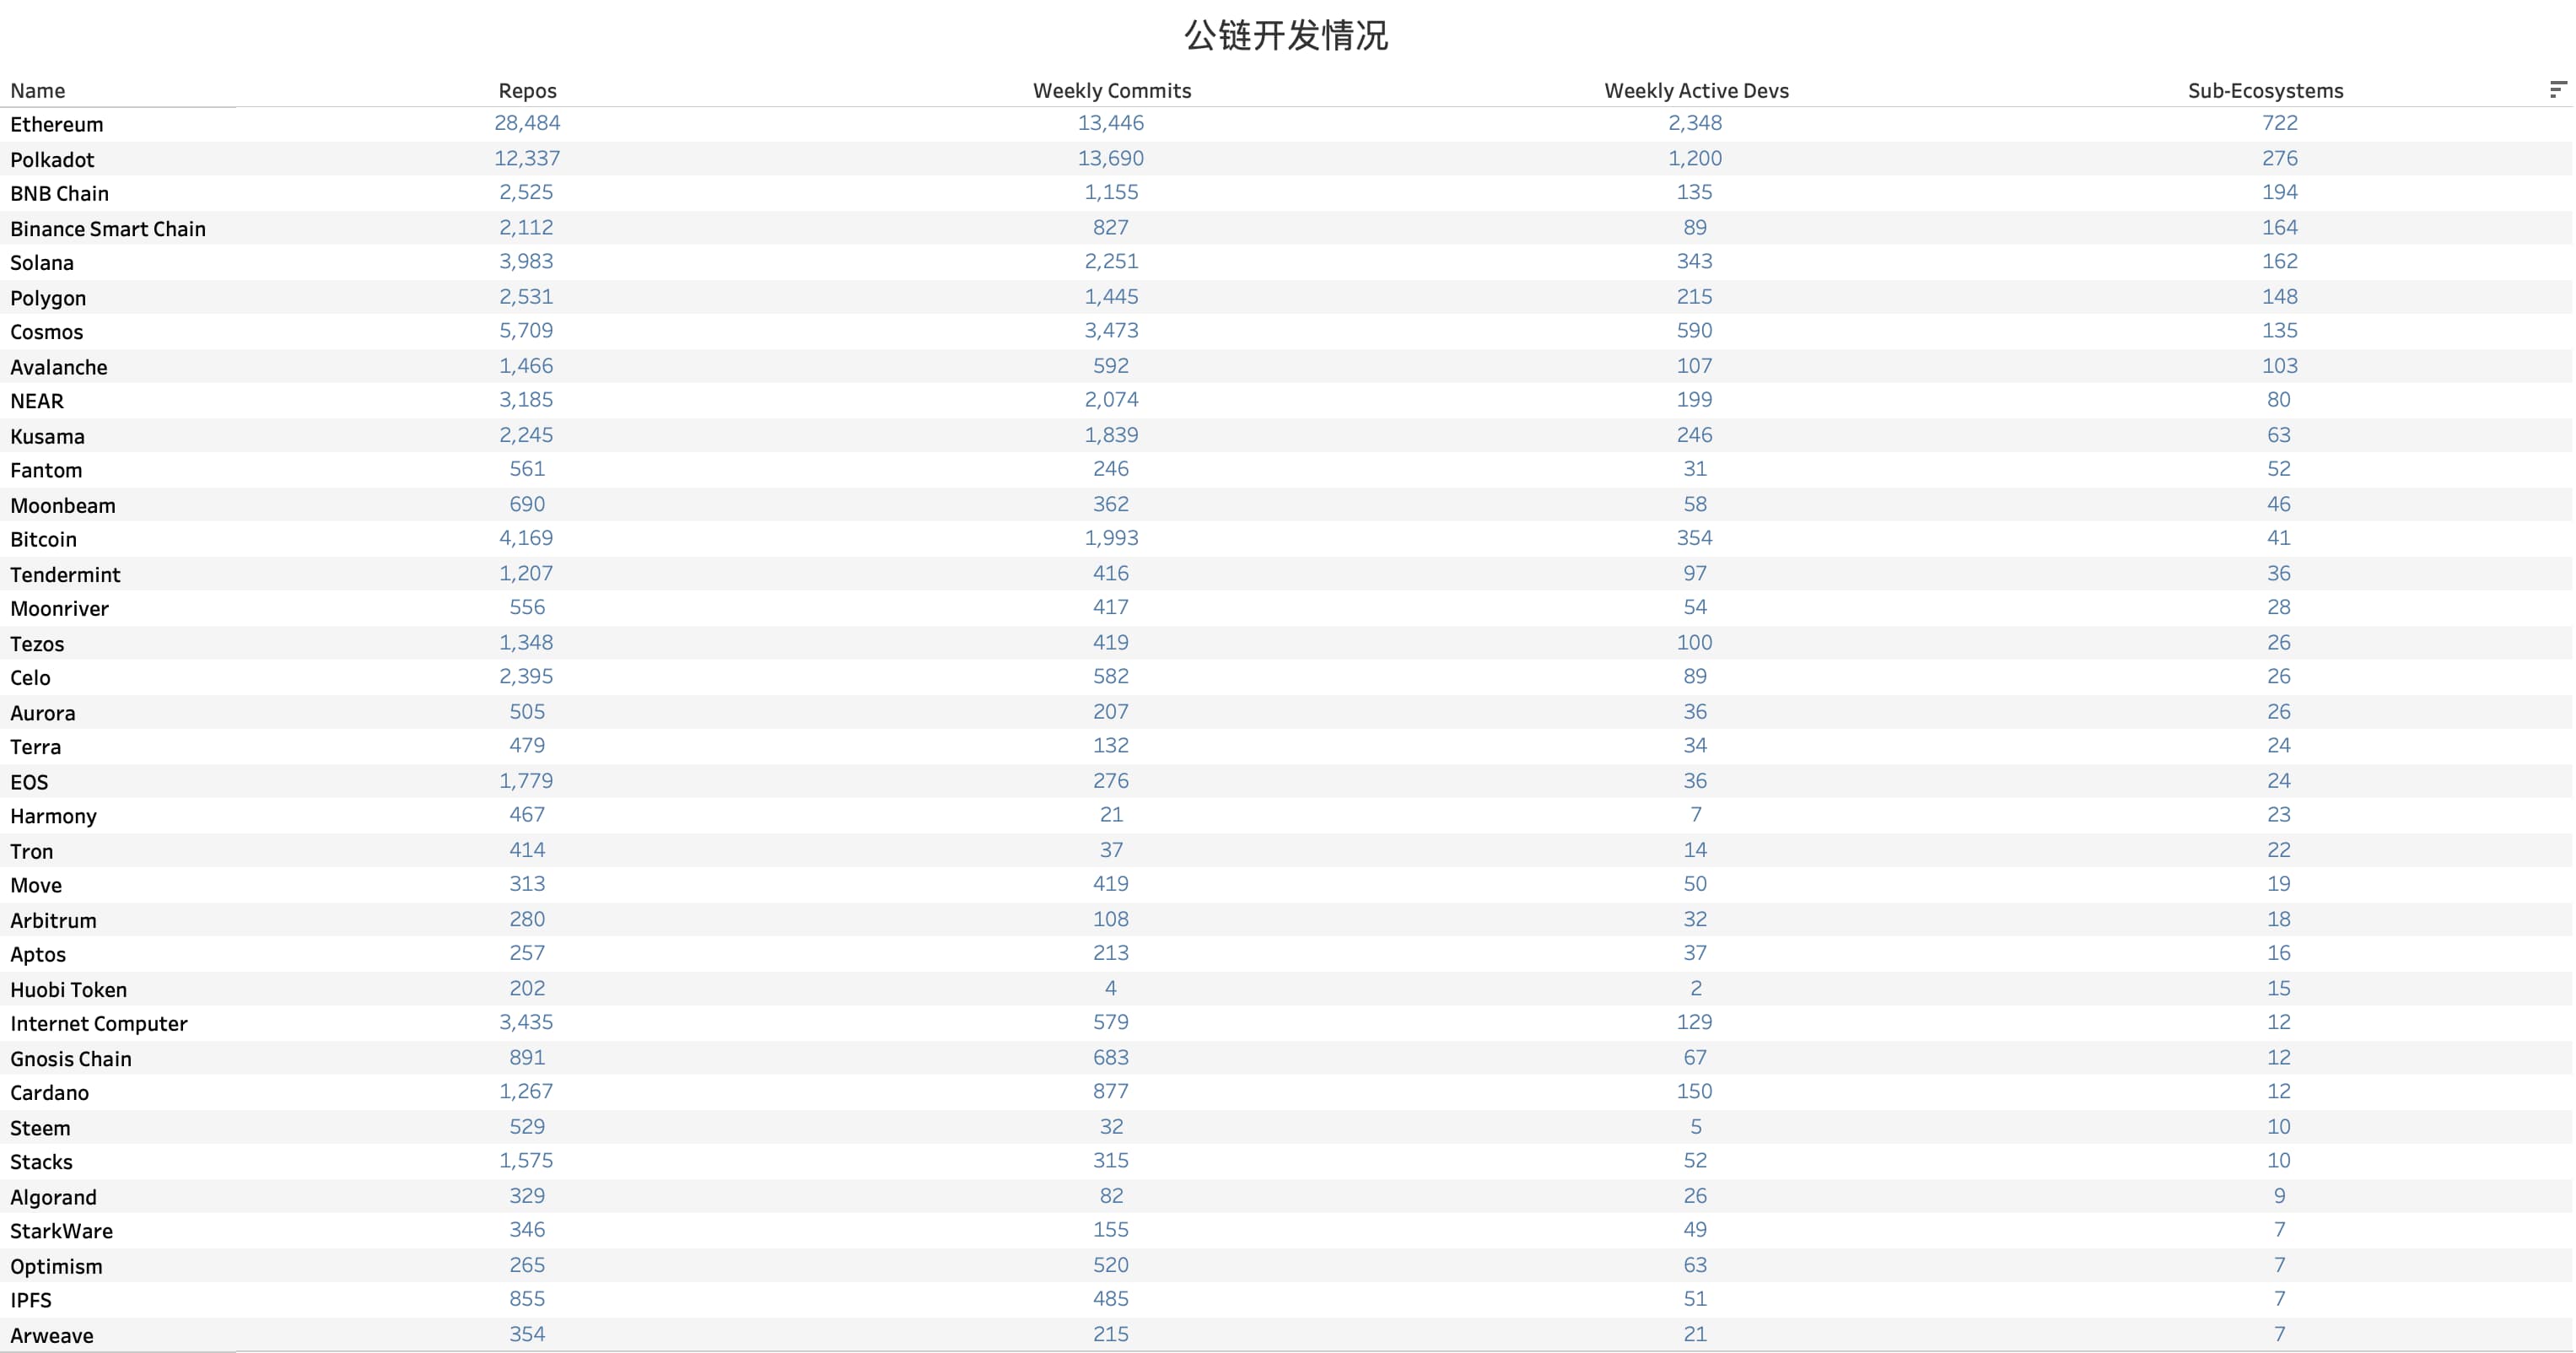 公链开发情况
Name Repos Weekly Commits Weekly Active Devs Sub-Ecosystems
Ethereum 28,484 13,446 2,348 722
Polkadot 12,337 13,690 1,200 276
BNB Chain 2,525 1,155 135 194
Binance Smart Chain 2,112 827 89 164
Solana 3,983 2,251 343 162
Polygon 2,531 1,445 215 148
Cosmos 5,709 3,473 590 135
Avalanche 1,466 592 107 103
NEAR 3,185 2,074 199 80
Kusama 2,245 1,839 246 63
Fantom 561 246 31 52
Moonbeam 690 362 58 46
Bitcoin 4,169 1,993 354 41
Tendermint 1,207 416 97 36
Moonriver 556 417 54 28
Tezos 1,348 419 100 26
Celo 2,395 582 89 26
Aurora 505 207 36 26
Terra 479 132 34 24
EOS 1,779 276 36 24
Harmony 467 21 7 23
Tron 414 37 14 22
Move 313 419 50 19
Arbitrum 280 108 32 18
Aptos 257 213 37 16
Huobi Token 202 4 2 15
Internet Computer 3,435 579 129 12
Gnosis Chain 891 683 67 12
Cardano 1,267 877 150 12
Steem 529 32 5 10
Stacks 1,575 315 52 10
Algorand 329 82 26 9
StarkWare 346 155 49 7
Optimism 265 520 63 7
IPFS 855 485 51 7
Arweave 354 215 21 7